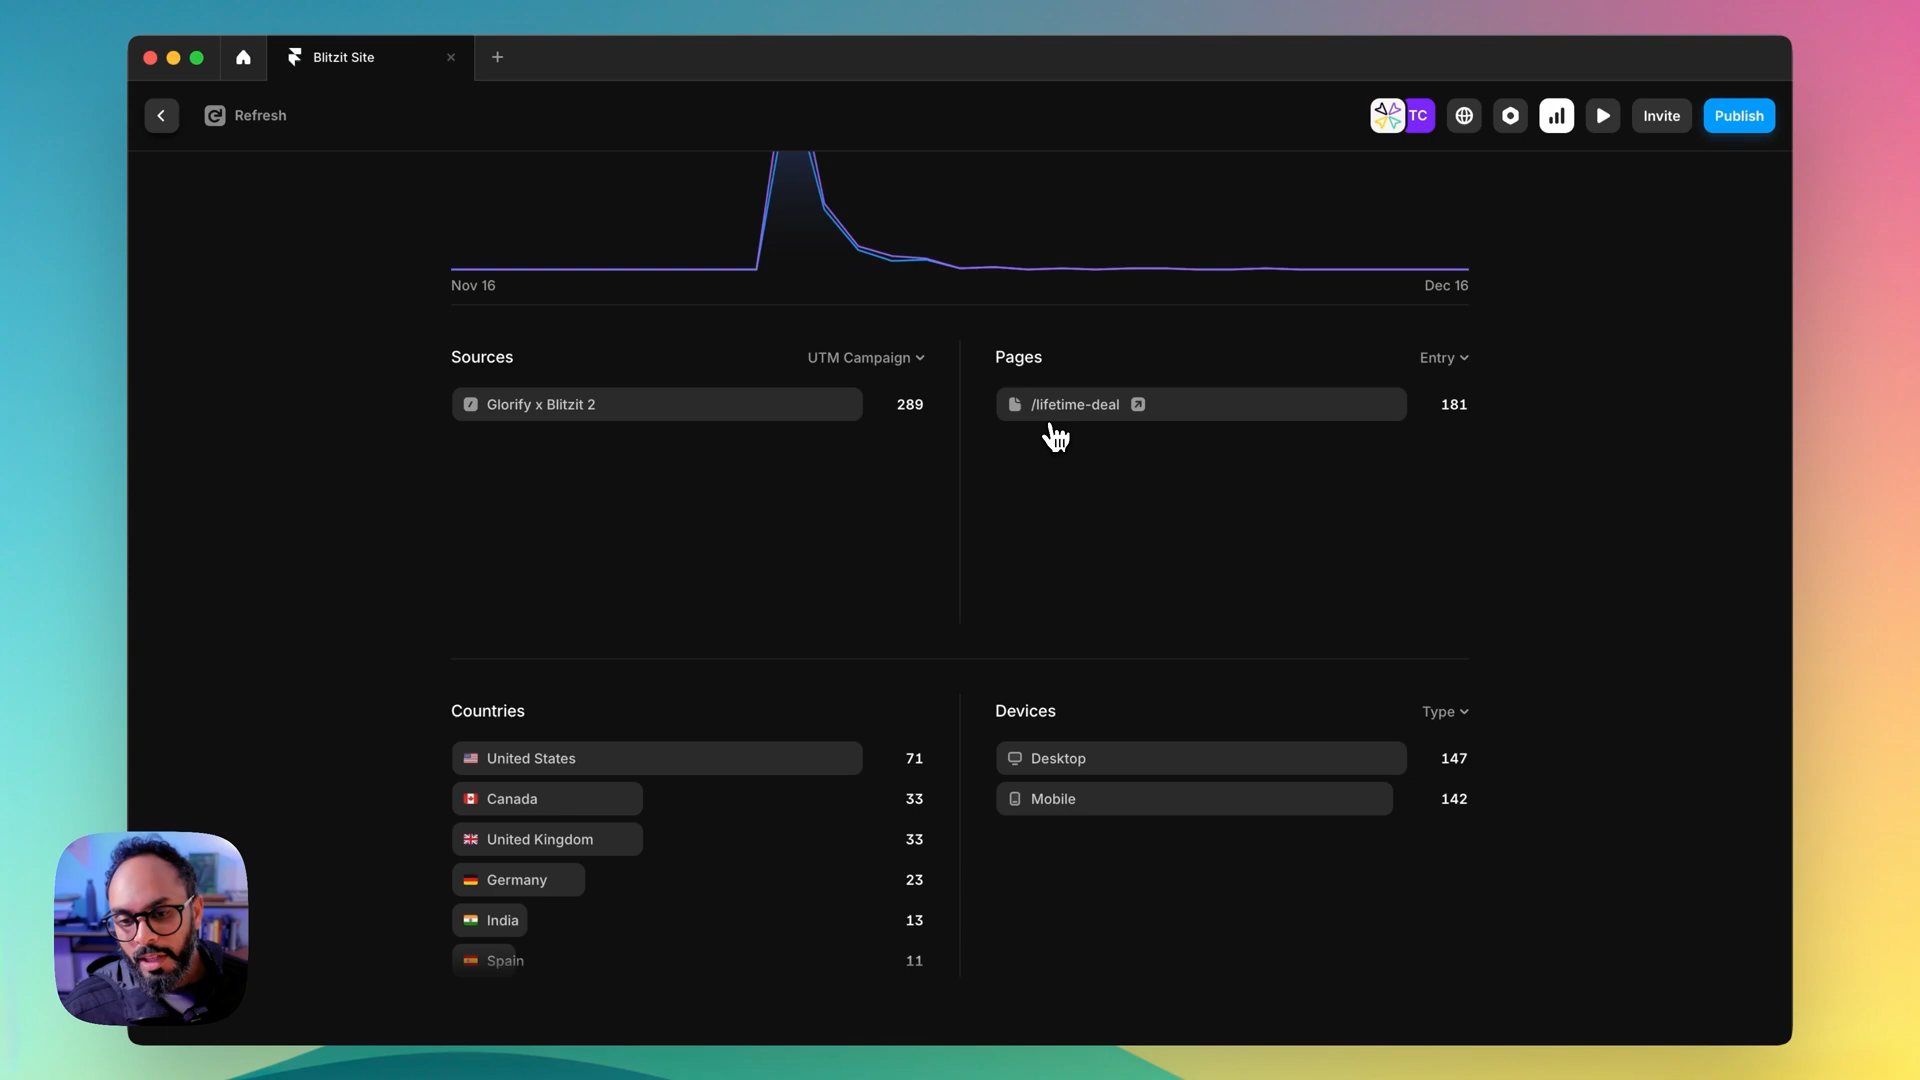 Blitzit Site
Refresh
TC
Invite
Publish
Nov 16
Dec 16
Sources
UTM Campaign
Glorify x Blitzit 2
289
Pages
Entry
/lifetime-deal
181
Countries
United States
71
Canada
33
United Kingdom
33
Germany
23
India
13
Spain
11
Devices
Type
Desktop
147
Mobile
142